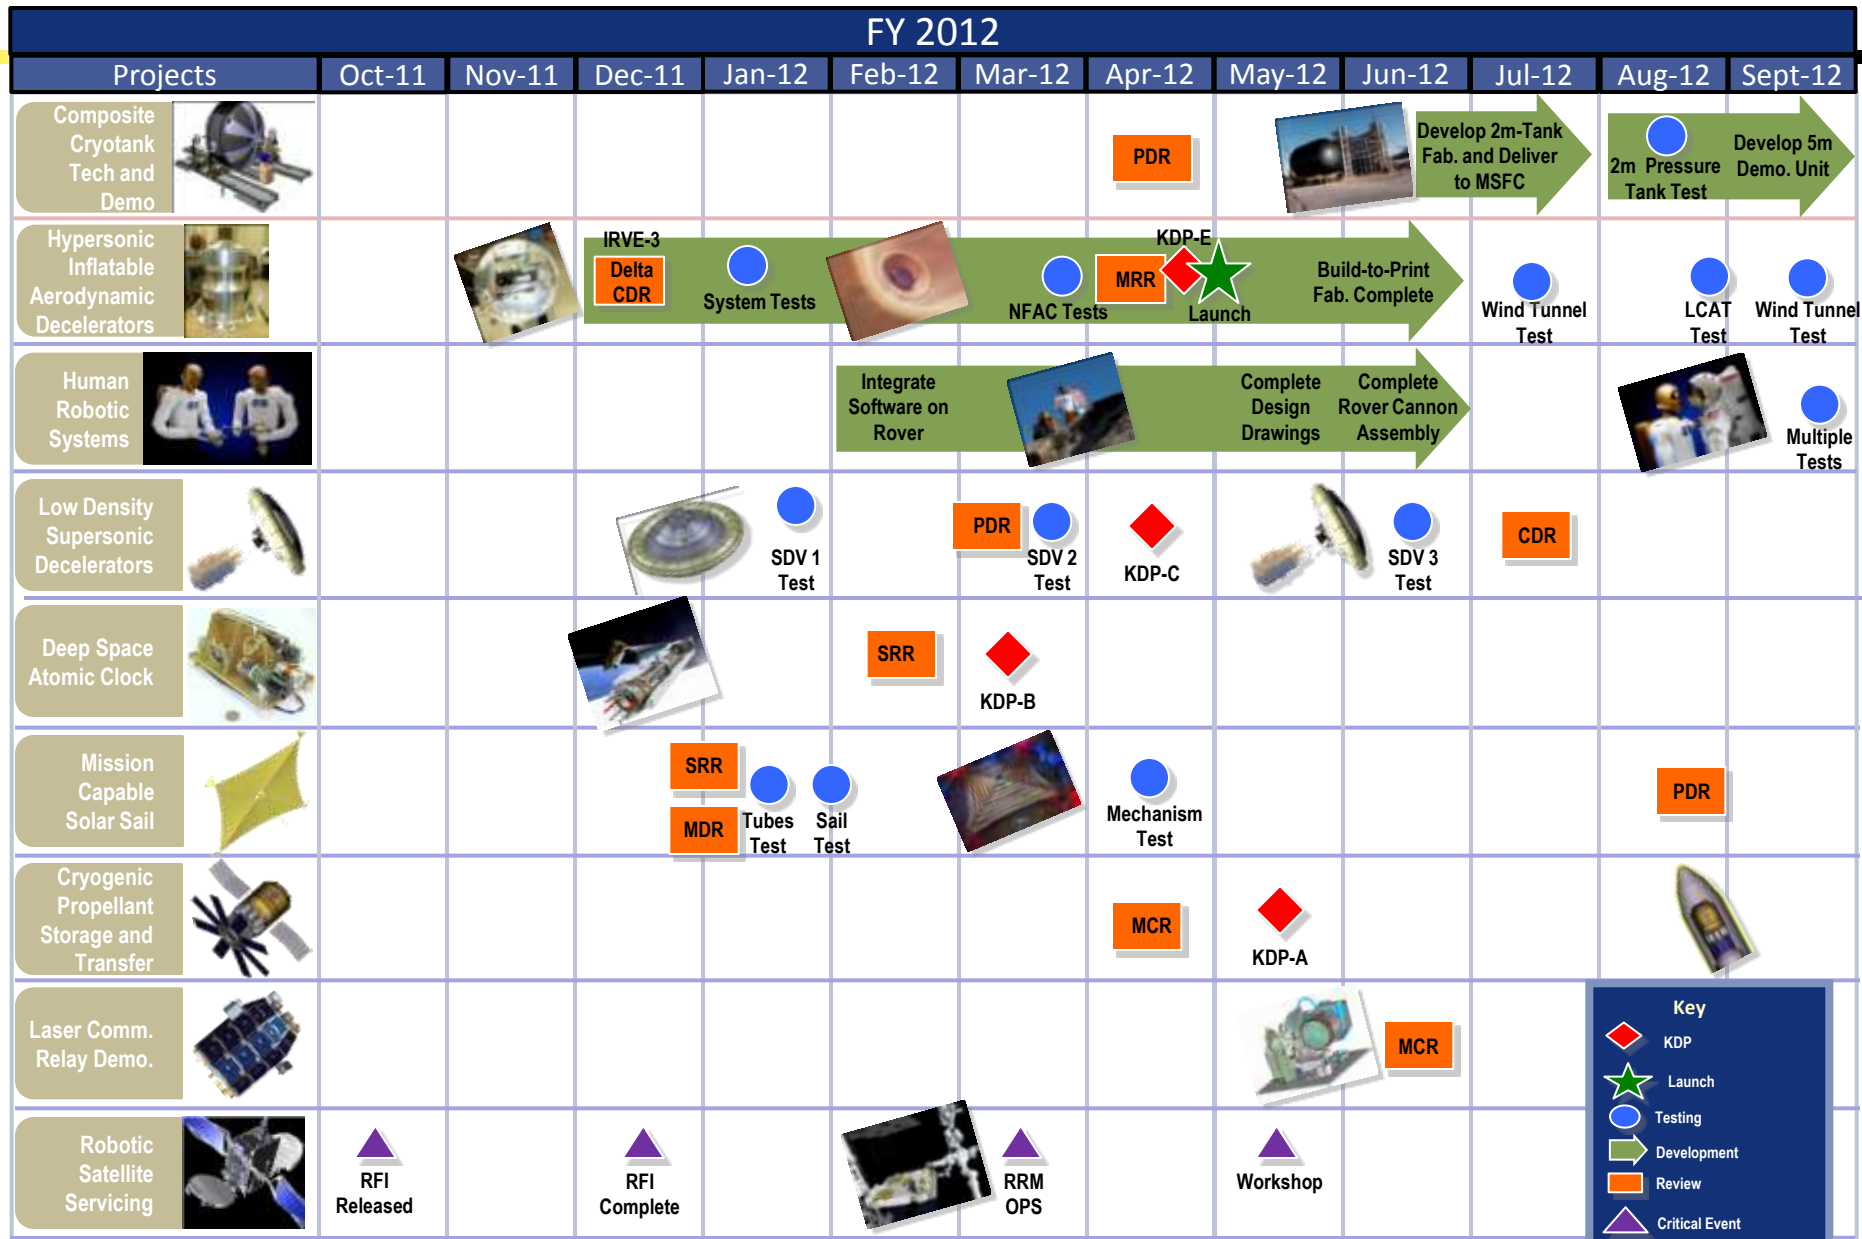 FY 2012
Projects
Oct-11
Nov-11
Dec-11
Jan-12
Feb-12
Mar-12
Apr-12
May-12
Jun-12
Jul-12
Aug-12
Sept-12
Composite
Cryotank
Tech and
Demo
PDR
Develop 2m-Tank
Fab. and Deliver
to MSFC
2m Pressure
Tank Test
Develop 5m
Demo. Unit
Hypersonic
Inflatable
Aerodynamic
Decelerators
IRVE-3
Delta
CDR
System Tests
NFAC Tests
MRR
KDP-E
Launch
Build-to-Print
Fab. Complete
Wind Tunnel
Test
LCAT
Test
Wind Tunnel
Test
Human
Robotic
Systems
Integrate
Software on
Rover
Complete
Design
Drawings
Complete
Rover Cannon
Assembly
Multiple
Tests
Low Density
Supersonic
Decelerators
SDV 1
Test
PDR
SDV 2
Test
KDP-C
SDV 3
Test
CDR
Deep Space
Atomic Clock
SRR
KDP-B
Mission
Capable
Solar Sail
SRR
MDR
Tubes
Test
Sail
Test
Mechanism
Test
PDR
Cryogenic
Propellant
Storage and
Transfer
MCR
KDP-A
Laser Comm.
Relay Demo.
MCR
Robotic
Satellite
Servicing
RFI
Released
RFI
Complete
RRM
OPS
Workshop
Key
KDP
Launch
Testing
Development
Review
Critical Event